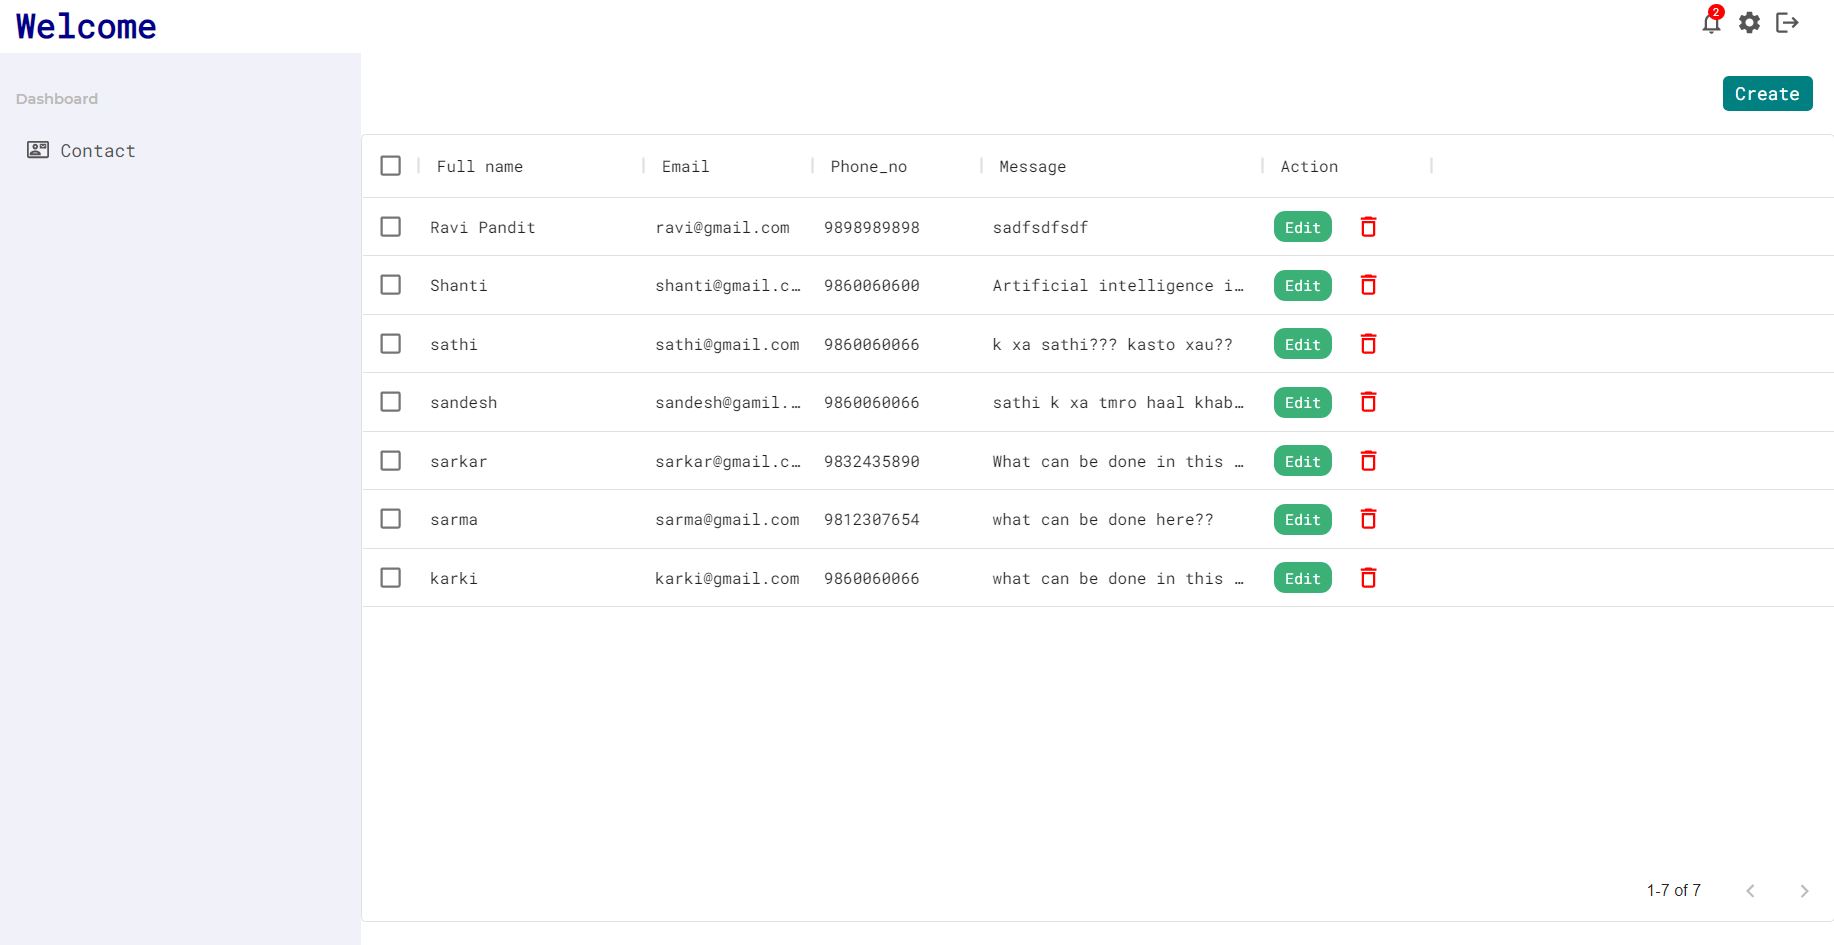 Welcome
2
Dashboard
Contact
Create
Full name Email Phone_no Message Action
Ravi Pandit ravi@gmail.com 9898989898 sadfsdfsdf Edit
Shanti shanti@gmail.c… 9860060600 Artificial intelligence i… Edit
sathi sathi@gmail.com 9860060066 k xa sathi??? kasto xau?? Edit
sandesh sandesh@gamil.… 9860060066 sathi k xa tmro haal khab… Edit
sarkar sarkar@gmail.c… 9832435890 What can be done in this … Edit
sarma sarma@gmail.com 9812307654 what can be done here?? Edit
karki karki@gmail.com 9860060066 what can be done in this … Edit
1-7 of 7